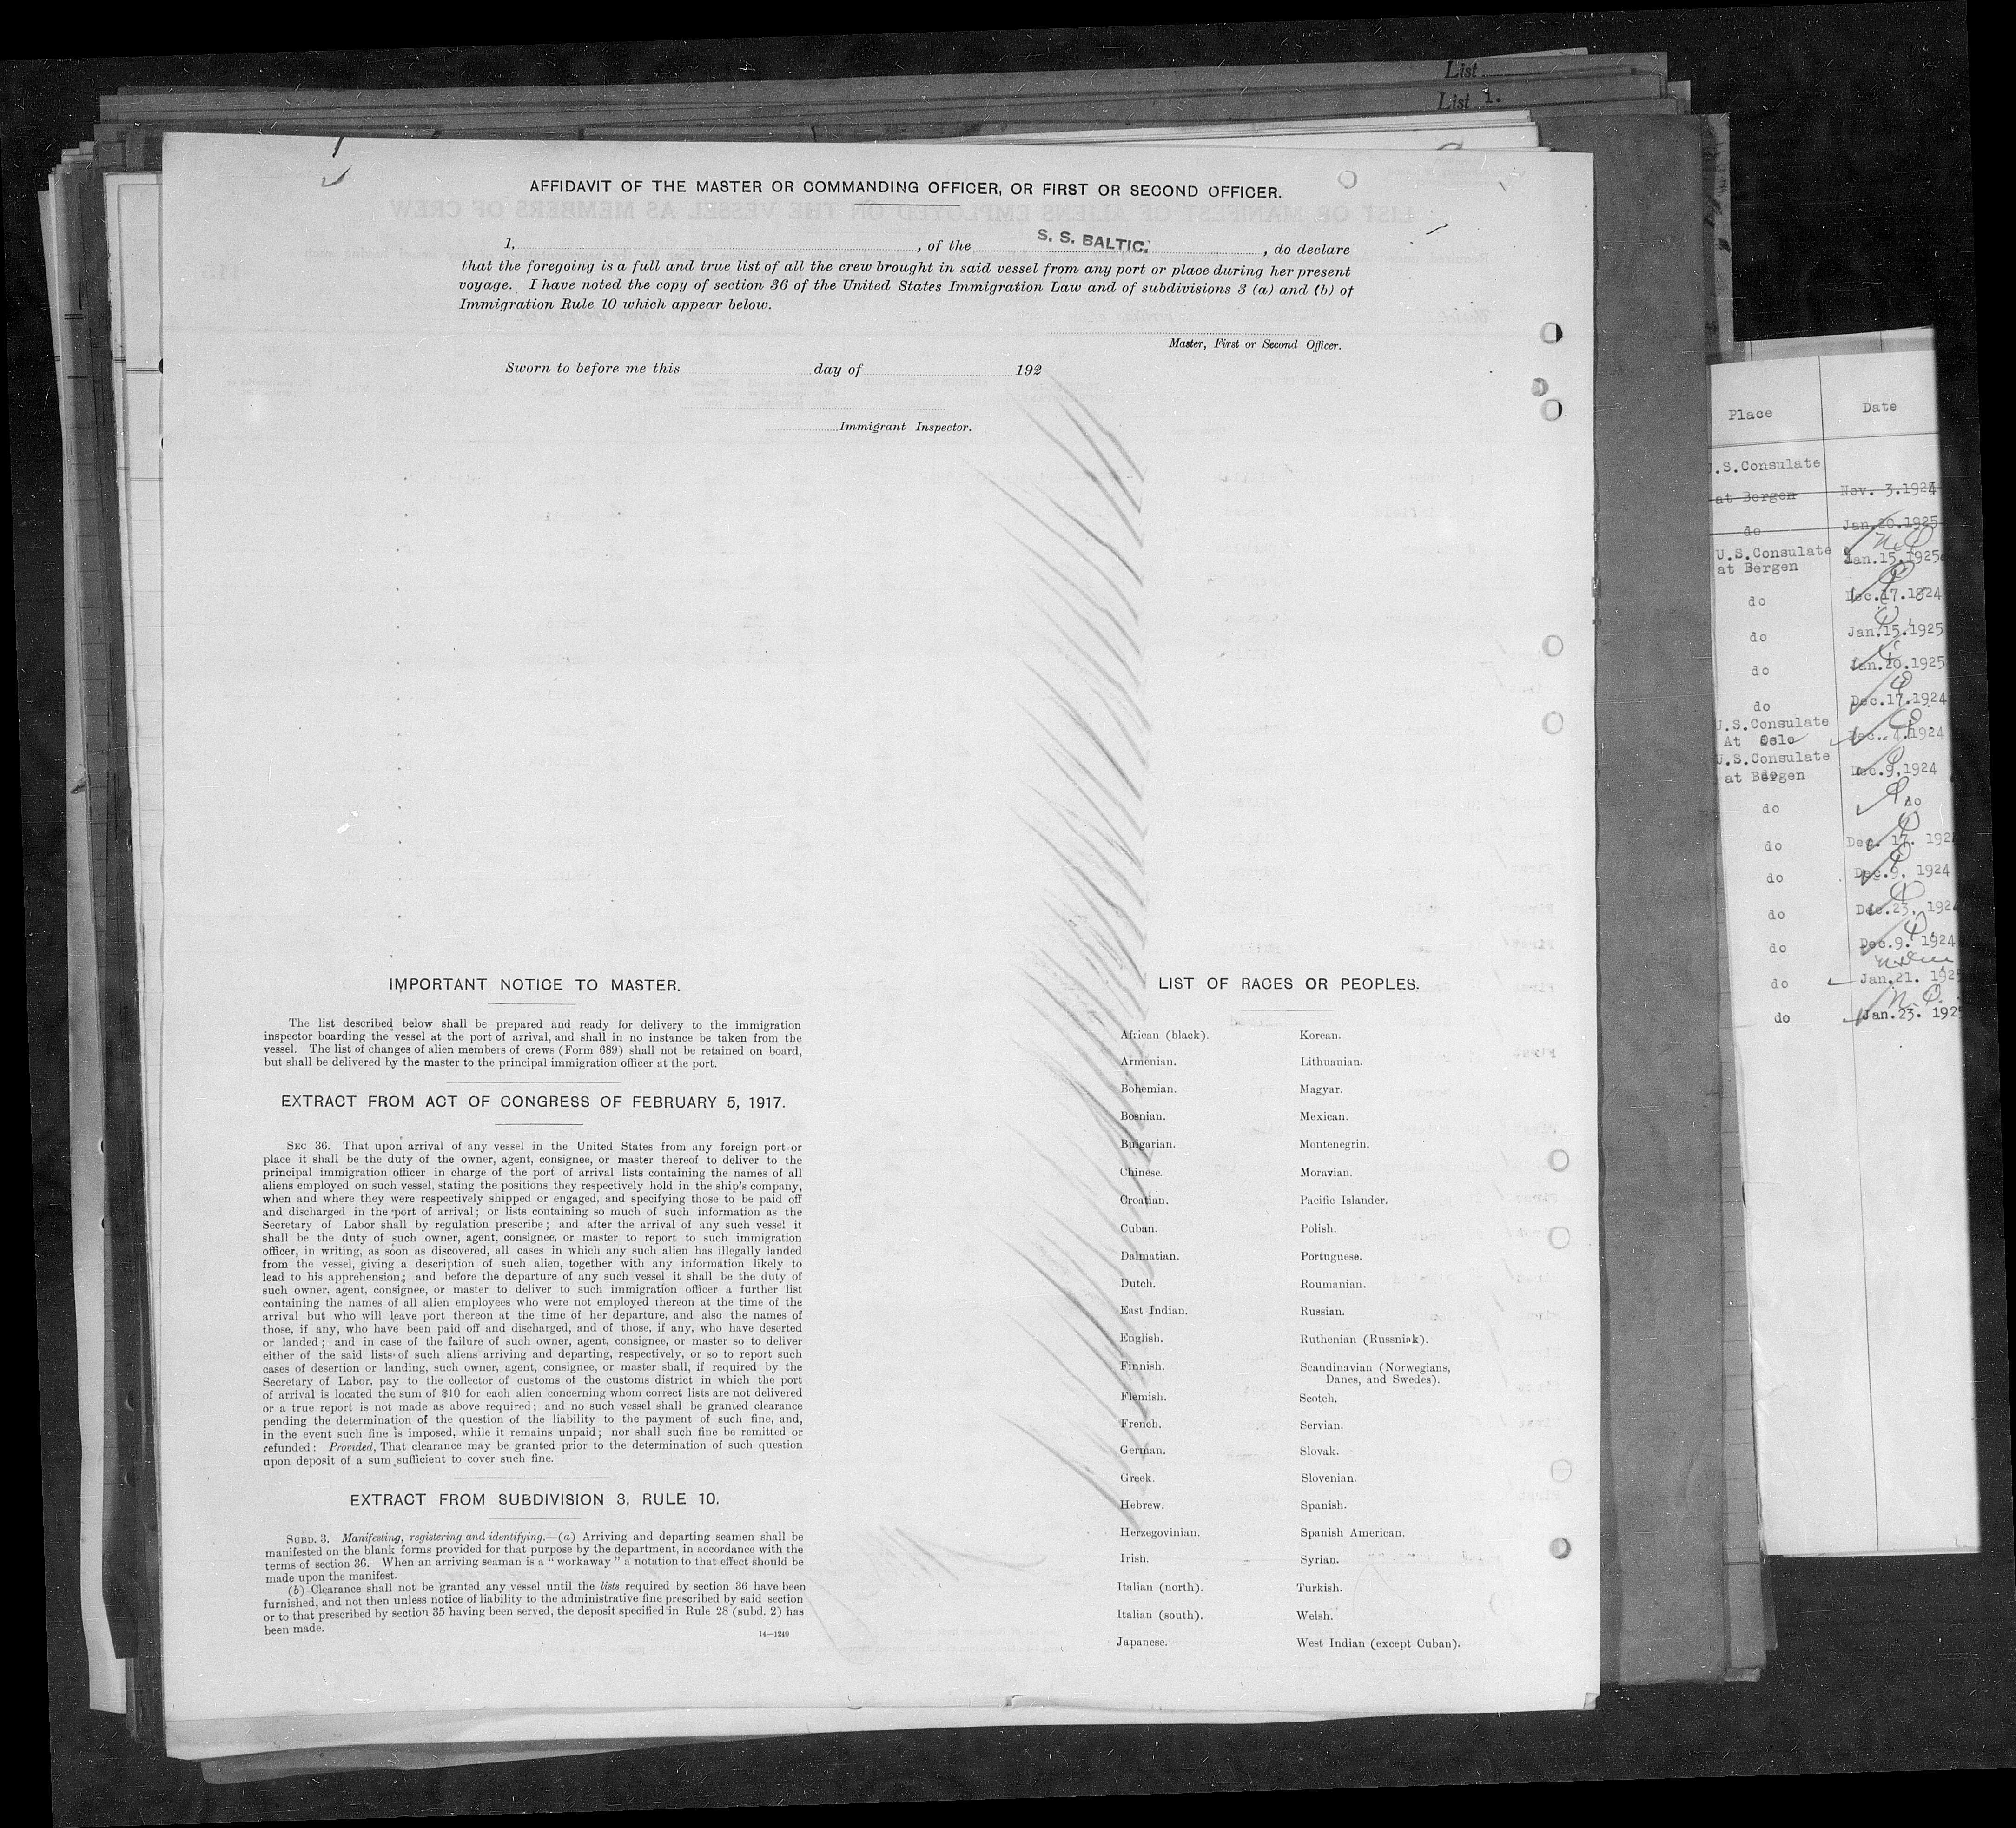 List
List 1.
AFFIDAVIT OF THE MASTER OR COMMANDING OFFICER, OR FIRST OR SECOND OFFICER.
I, , of the S. S. BALTIC. , do declare
that the foregoing is a full and true list of all the crew brought in said vessel from any port or place during her present
voyage. I have noted the copy of section 36 of the United States Immigration Law and of subdivisions 3 (a) and (b) of
Immigration Rule 10 which appear below.
Master, First or Second Officer.
Sworn to before me this day of 192
Immigrant Inspector.
IMPORTANT NOTICE TO MASTER.
The list described below shall be prepared and ready for delivery to the immigration
inspector boarding the vessel at the port of arrival, and shall in no instance be taken from the
vessel. The list of changes of alien members of crews (Form 689) shall not be retained on board,
but shall be delivered by the master to the principal immigration officer at the port.
EXTRACT FROM ACT OF CONGRESS OF FEBRUARY 5, 1917.
SEC 36. That upon arrival of any vessel in the United States from any foreign port or
place it shall be the duty of the owner, agent, consignee, or master thereof to deliver to the
principal immigration officer in charge of the port of arrival lists containing the names of all
aliens employed on such vessel, stating the positions they respectively hold in the ship's company,
when and where they were respectively shipped or engaged, and specifying those to be paid off
and discharged in the port of arrival; or lists containing so much of such information as the
Secretary of Labor shall by regulation prescribe; and after the arrival of any such vessel it
shall be the duty of such owner, agent, consignee, or master to report to such immigration
officer, in writing, as soon as discovered, all cases in which any such alien has illegally landed
from the vessel, giving a description of such alien, together with any information likely to
lead to his apprehension; and before the departure of any such vessel it shall be the duty of
such owner, agent, consignee, or master to deliver to such immigration officer a further list
containing the names of all alien employees who were not employed thereon at the time of the
arrival but who will leave port thereon at the time of her departure, and also the names of
those, if any, who have been paid off and discharged, and of those, if any, who have deserted
or landed; and in case of the failure of such owner, agent, consignee, or master so to deliver
either of the said lists of such aliens arriving and departing, respectively, or so to report such
cases of desertion or landing, such owner, agent, consignee, or master shall, if required by the
Secretary of Labor, pay to the collector of customs of the customs district in which the port
of arrival is located the sum of $10 for each alien concerning whom correct lists are not delivered
or a true report is not made as above required; and no such vessel shall be granted clearance
pending the determination of the question of the liability to the payment of such fine, and,
in the event such fine is imposed, while it remains unpaid; nor shall such fine be remitted or
refunded: Provided, That clearance may be granted prior to the determination of such question
upon deposit of a sum sufficient to cover such fine.
EXTRACT FROM SUBDIVISION 3, RULE 10.
SUBD. 3. Manifesting, registering and identifying.—(a) Arriving and departing seamen shall be
manifested on the blank forms provided for that purpose by the department, in accordance with the
terms of section 36. When an arriving seaman is a "workaway" a notation to that effect should be
made upon the manifest.
(b) Clearance shall not be granted any vessel until the lists required by section 36 have been
furnished, and not then unless notice of liability to the administrative fine prescribed by said section
or to that prescribed by section 35 having been served, the deposit specified in Rule 28 (subd. 2) has
been made.
14—1240
LIST OF RACES OR PEOPLES.
African (black).
Armenian.
Bohemian.
Bosnian.
Bulgarian.
Chinese.
Croatian.
Cuban.
Dalmatian.
Dutch.
East Indian.
English.
Finnish.
Flemish.
French.
German.
Greek.
Hebrew.
Herzegovinian.
Irish.
Italian (north).
Italian (south).
Japanese.
Korean.
Lithuanian.
Magyar.
Mexican.
Montenegrin.
Moravian.
Pacific Islander.
Polish.
Portuguese.
Roumanian.
Russian.
Ruthenian (Russniak).
Scandinavian (Norwegians,
Danes, and Swedes).
Scotch.
Servian.
Slovak.
Slovenian.
Spanish.
Spanish American.
Syrian.
Turkish.
Welsh.
West Indian (except Cuban).
Place Date
U.S.Consulate
at Bergen Nov. 3.1924
do Jan.20.1925
U.S.Consulate
at Bergen Jan.15.1925
do Dec.17.1924
do Jan.15.1925
do Jan.20.1925
do Dec.17.1924
U.S.Consulate
At Oslo Dec. 4.1924
U.S.Consulate
at Bergen Dec.9.1924
do do
do Dec. 17. 192
do Dec.9. 1924
do Dec.23. 192
do Dec.9. 1924
do Jan.21. 192
do Jan.23. 192